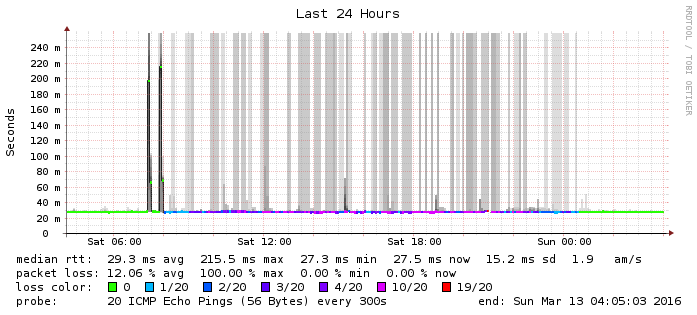 Last 24 Hours
RRDTOOL / TOBI OETIKER
Seconds
240 m
220 m
200 m
180 m
160 m
140 m
120 m
100 m
80 m
60 m
40 m
20 m
0
Sat 06:00 Sat 12:00 Sat 18:00 Sun 00:00
median rtt: 29.3 ms avg 215.5 ms max 27.3 ms min 27.5 ms now 15.2 ms sd 1.9 am/s
packet loss: 12.06 % avg 100.00 % max 0.00 % min 0.00 % now
loss color: 0 1/20 2/20 3/20 4/20 10/20 19/20
probe: 20 ICMP Echo Pings (56 Bytes) every 300s end: Sun Mar 13 04:05:03 2016